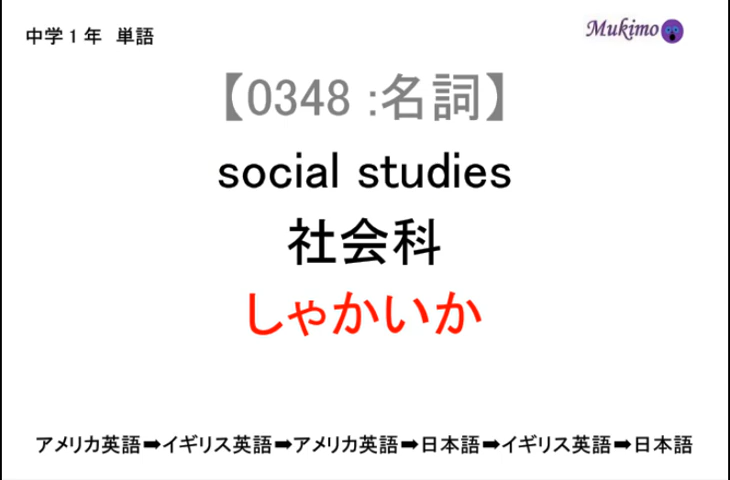 中学1年 単語
Mukimo
【0348 :名詞】
social studies
社会科
しゃかいか
アメリカ英語➡イギリス英語➡アメリカ英語➡日本語➡イギリス英語➡日本語